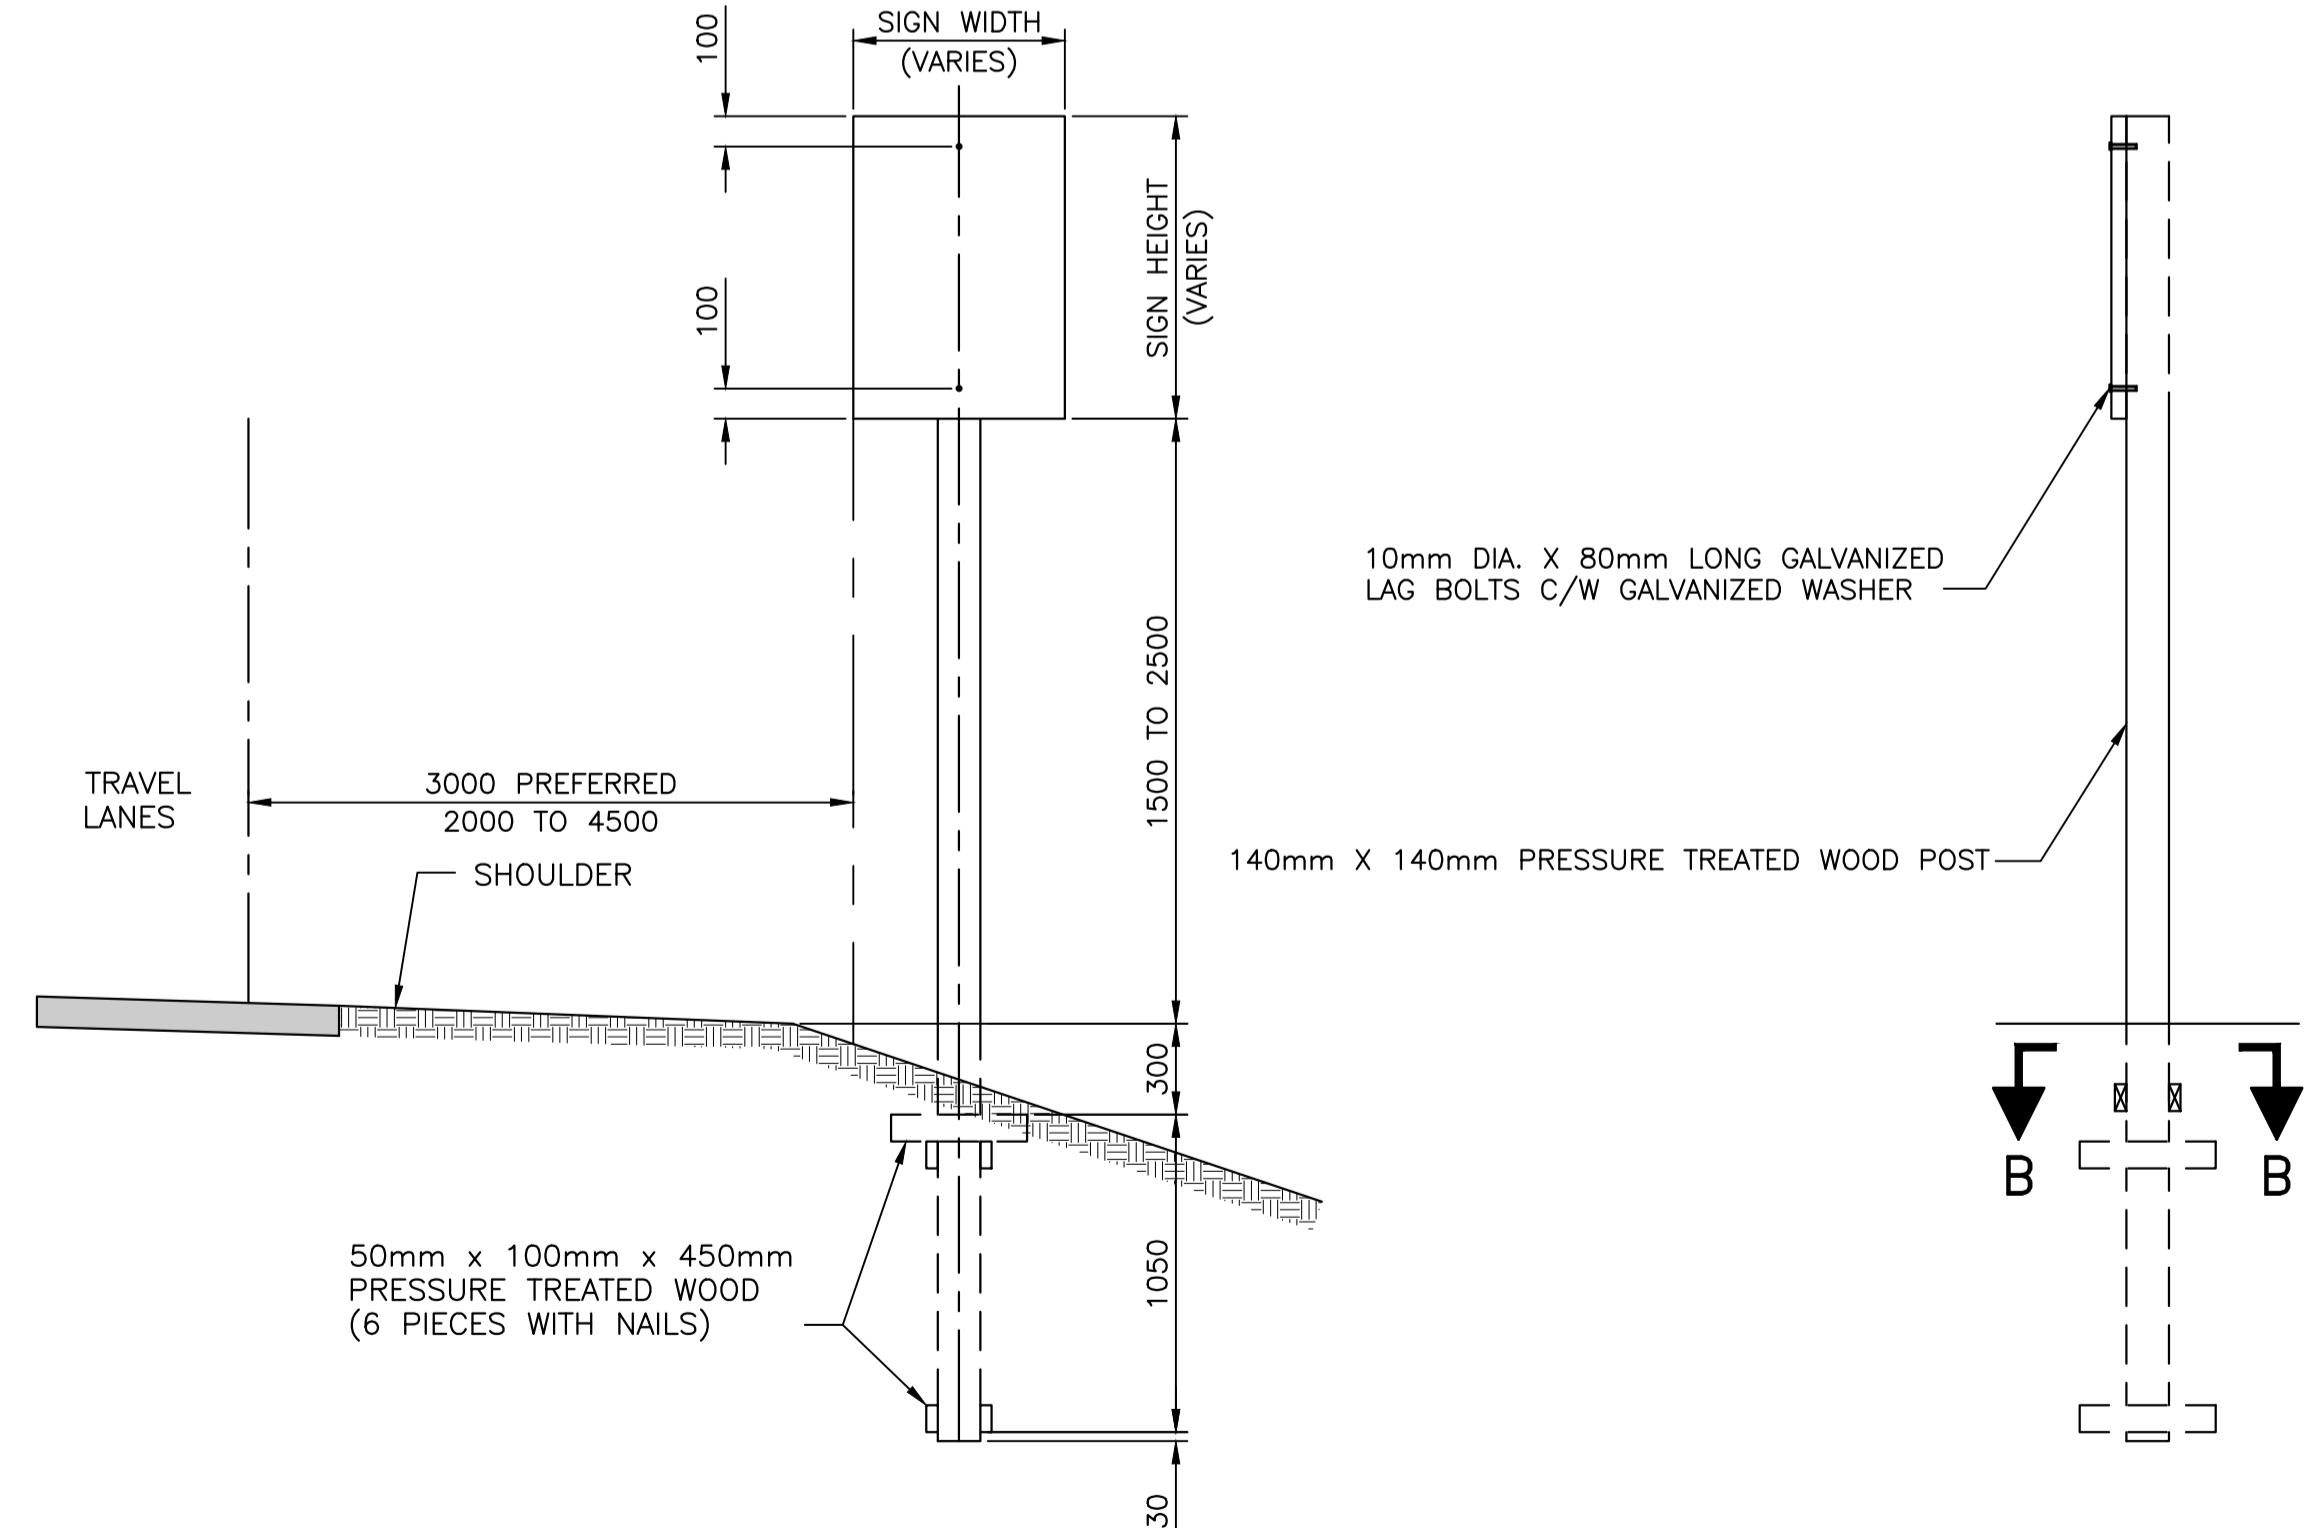 100
SIGN WIDTH
(VARIES)
100
SIGN HEIGHT
(VARIES)
10mm DIA. X 80mm LONG GALVANIZED
LAG BOLTS C/W GALVANIZED WASHER
1500 TO 2500
TRAVEL
LANES
3000 PREFERRED
2000 TO 4500
SHOULDER
140mm X 140mm PRESSURE TREATED WOOD POST
300
B
B
50mm x 100mm x 450mm
PRESSURE TREATED WOOD
(6 PIECES WITH NAILS)
1050
30